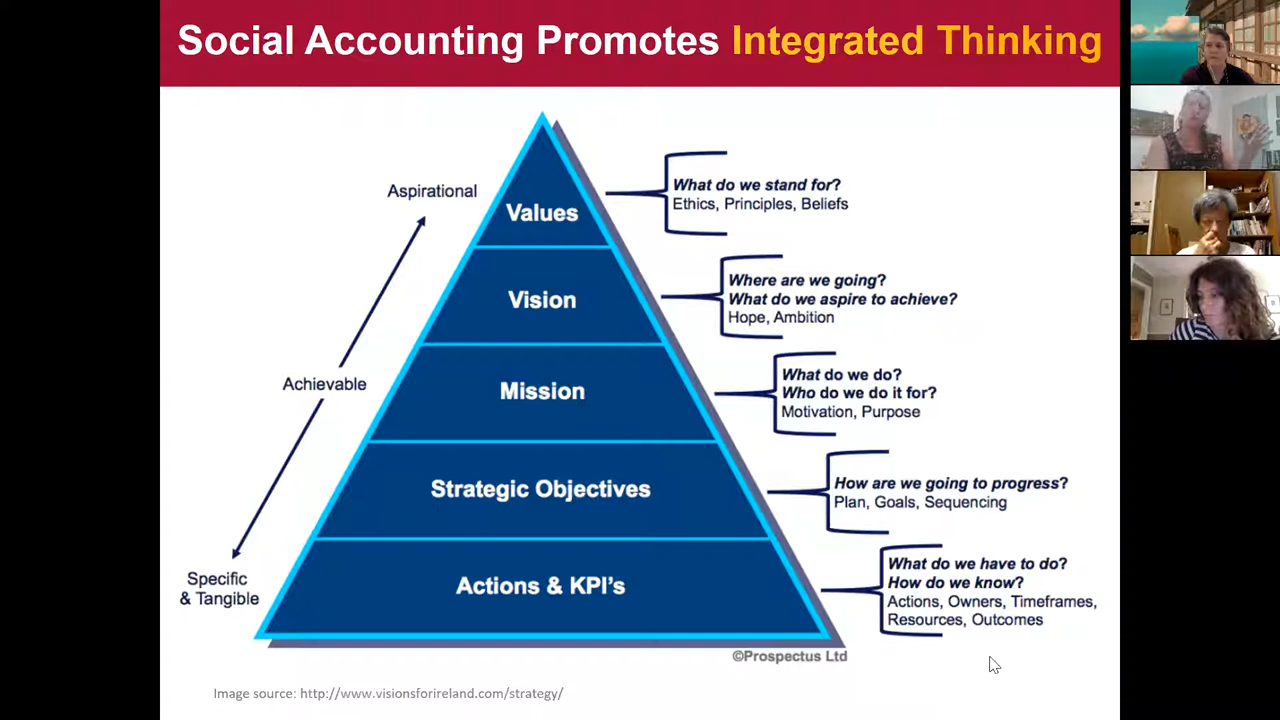 Social Accounting Promotes Integrated Thinking
Aspirational
Values
What do we stand for?
Ethics, Principles, Beliefs
Vision
Where are we going?
What do we aspire to achieve?
Hope, Ambition
Achievable
Mission
What do we do?
Who do we do it for?
Motivation, Purpose
Strategic Objectives
How are we going to progress?
Plan, Goals, Sequencing
Specific
& Tangible
Actions & KPI's
What do we have to do?
How do we know?
Actions, Owners, Timeframes,
Resources, Outcomes
©Prospectus Ltd
Image source: http://www.visionsforireland.com/strategy/